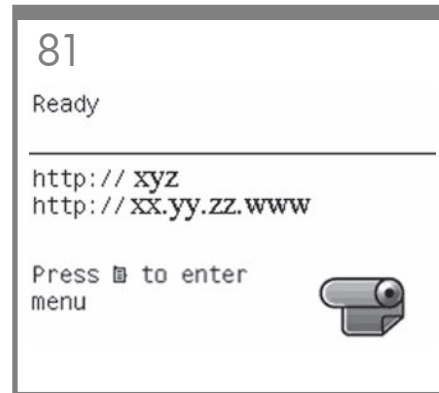 81
Ready
http:// xyz
http:// xx.yy.zz.www
Press to enter
menu